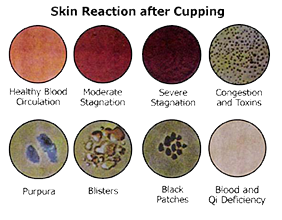 Skin Reaction after Cupping
Healthy Blood
Circulation
Moderate
Stagnation
Severe
Stagnation
Congestion
and Toxins
Purpura
Blisters
Black
Patches
Blood and
Qi Deficiency